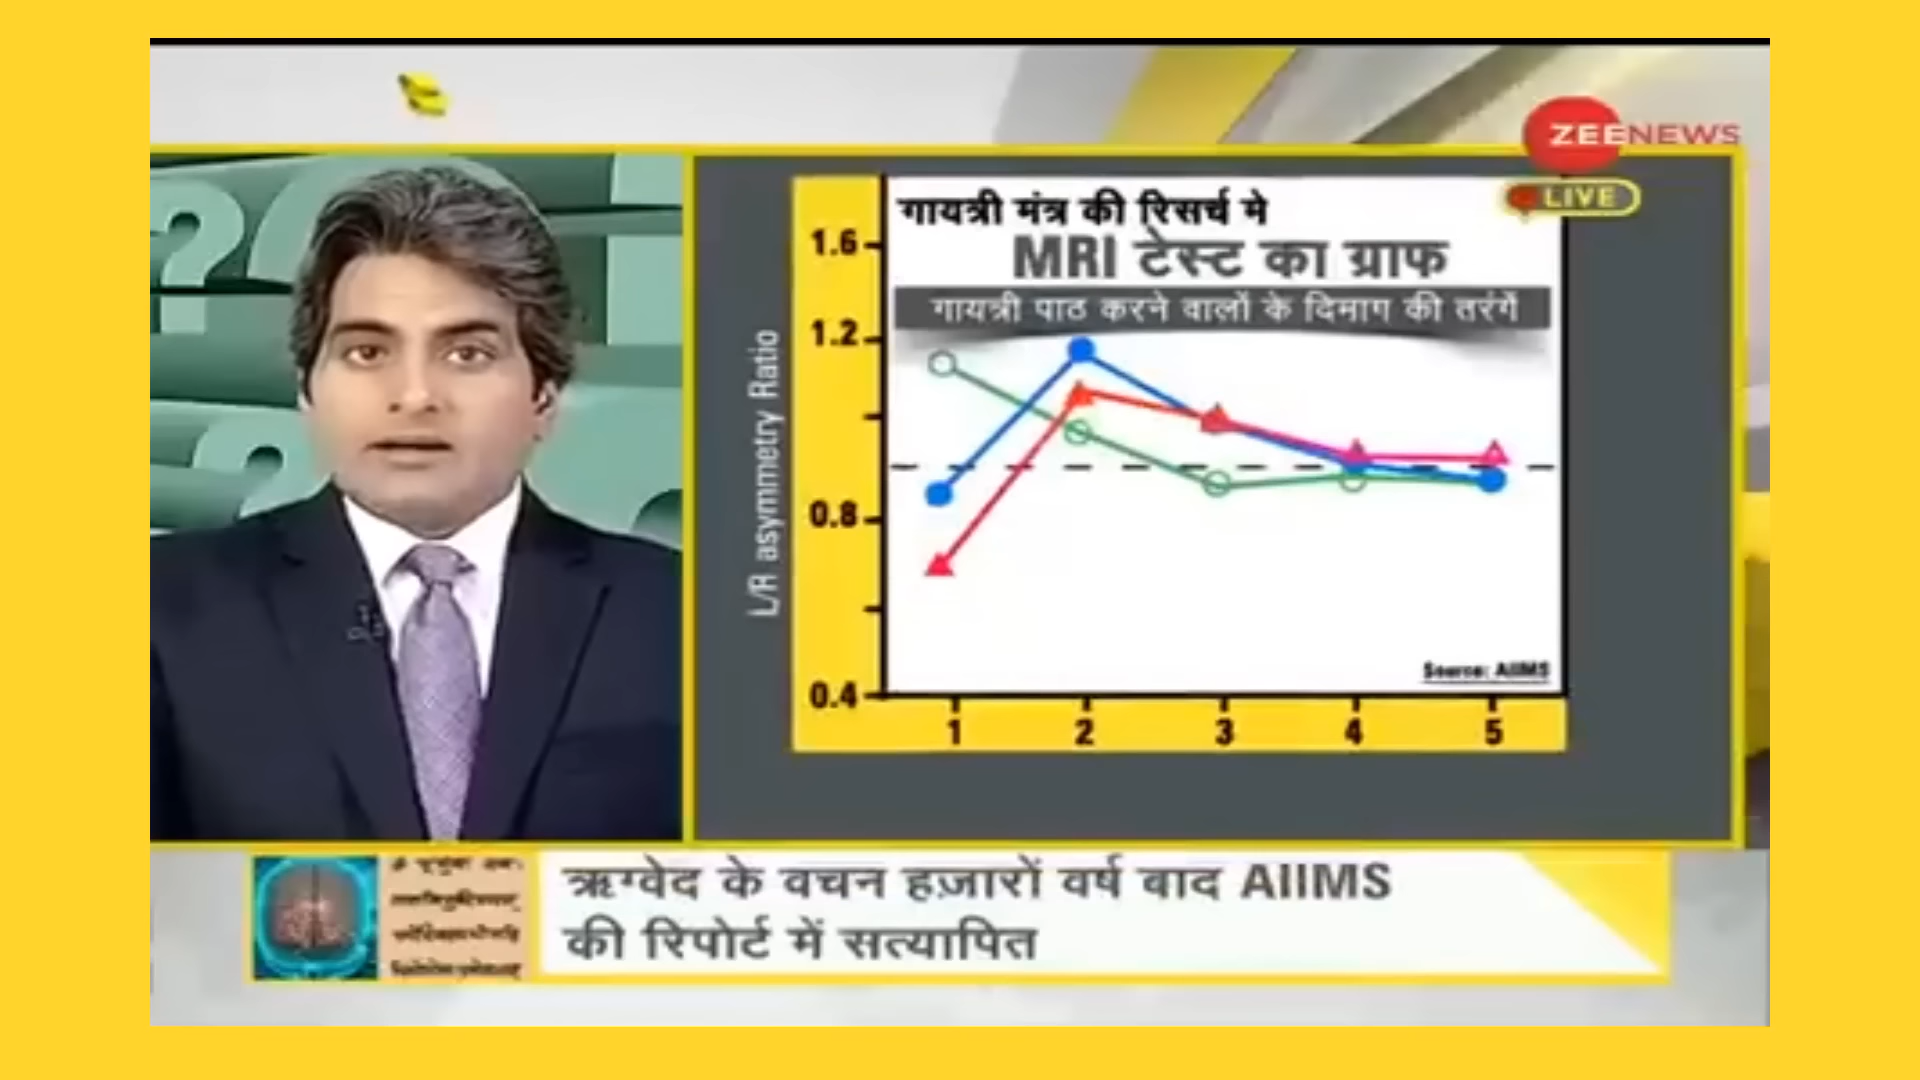 ZEENEWS
LIVE
गायत्री मंत्र की रिसर्च मे
MRI टेस्ट का ग्राफ
गायत्री पाठ करने वालों के दिमाग की तरंगें
L/R asymmetry Ratio
1.6
1.2
0.8
0.4
1 2 3 4 5
Source: AIIMS
ऋग्वेद के वचन हज़ारों वर्ष बाद AIIMS
की रिपोर्ट में सत्यापित